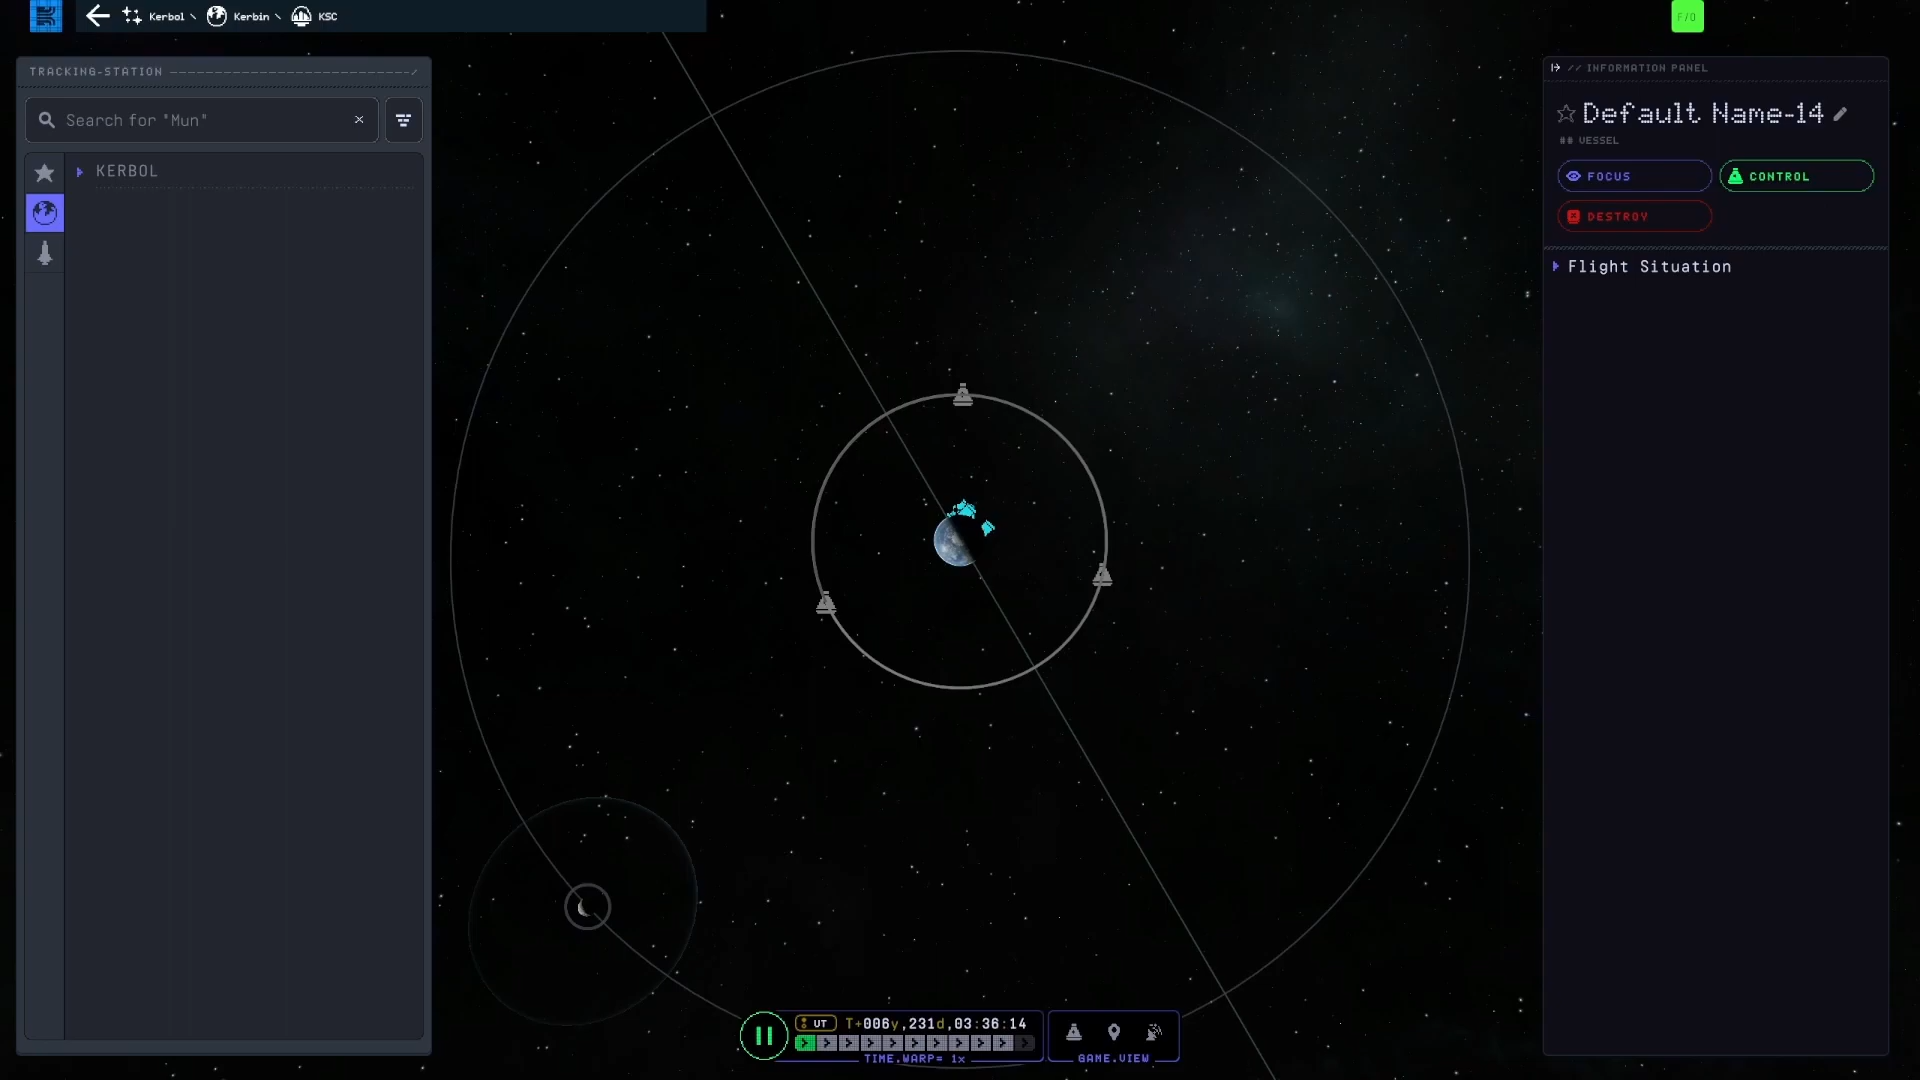 Kerbol \ Kerbin \ KSC
F/O
TRACKING-STATION
Search for "Mun"
KERBOL
// INFORMATION PANEL
Default Name-14
## VESSEL
FOCUS
CONTROL
DESTROY
Flight Situation
UT T+006y,231d,03:36:14
TIME.WARP= 1x
GAME.VIEW